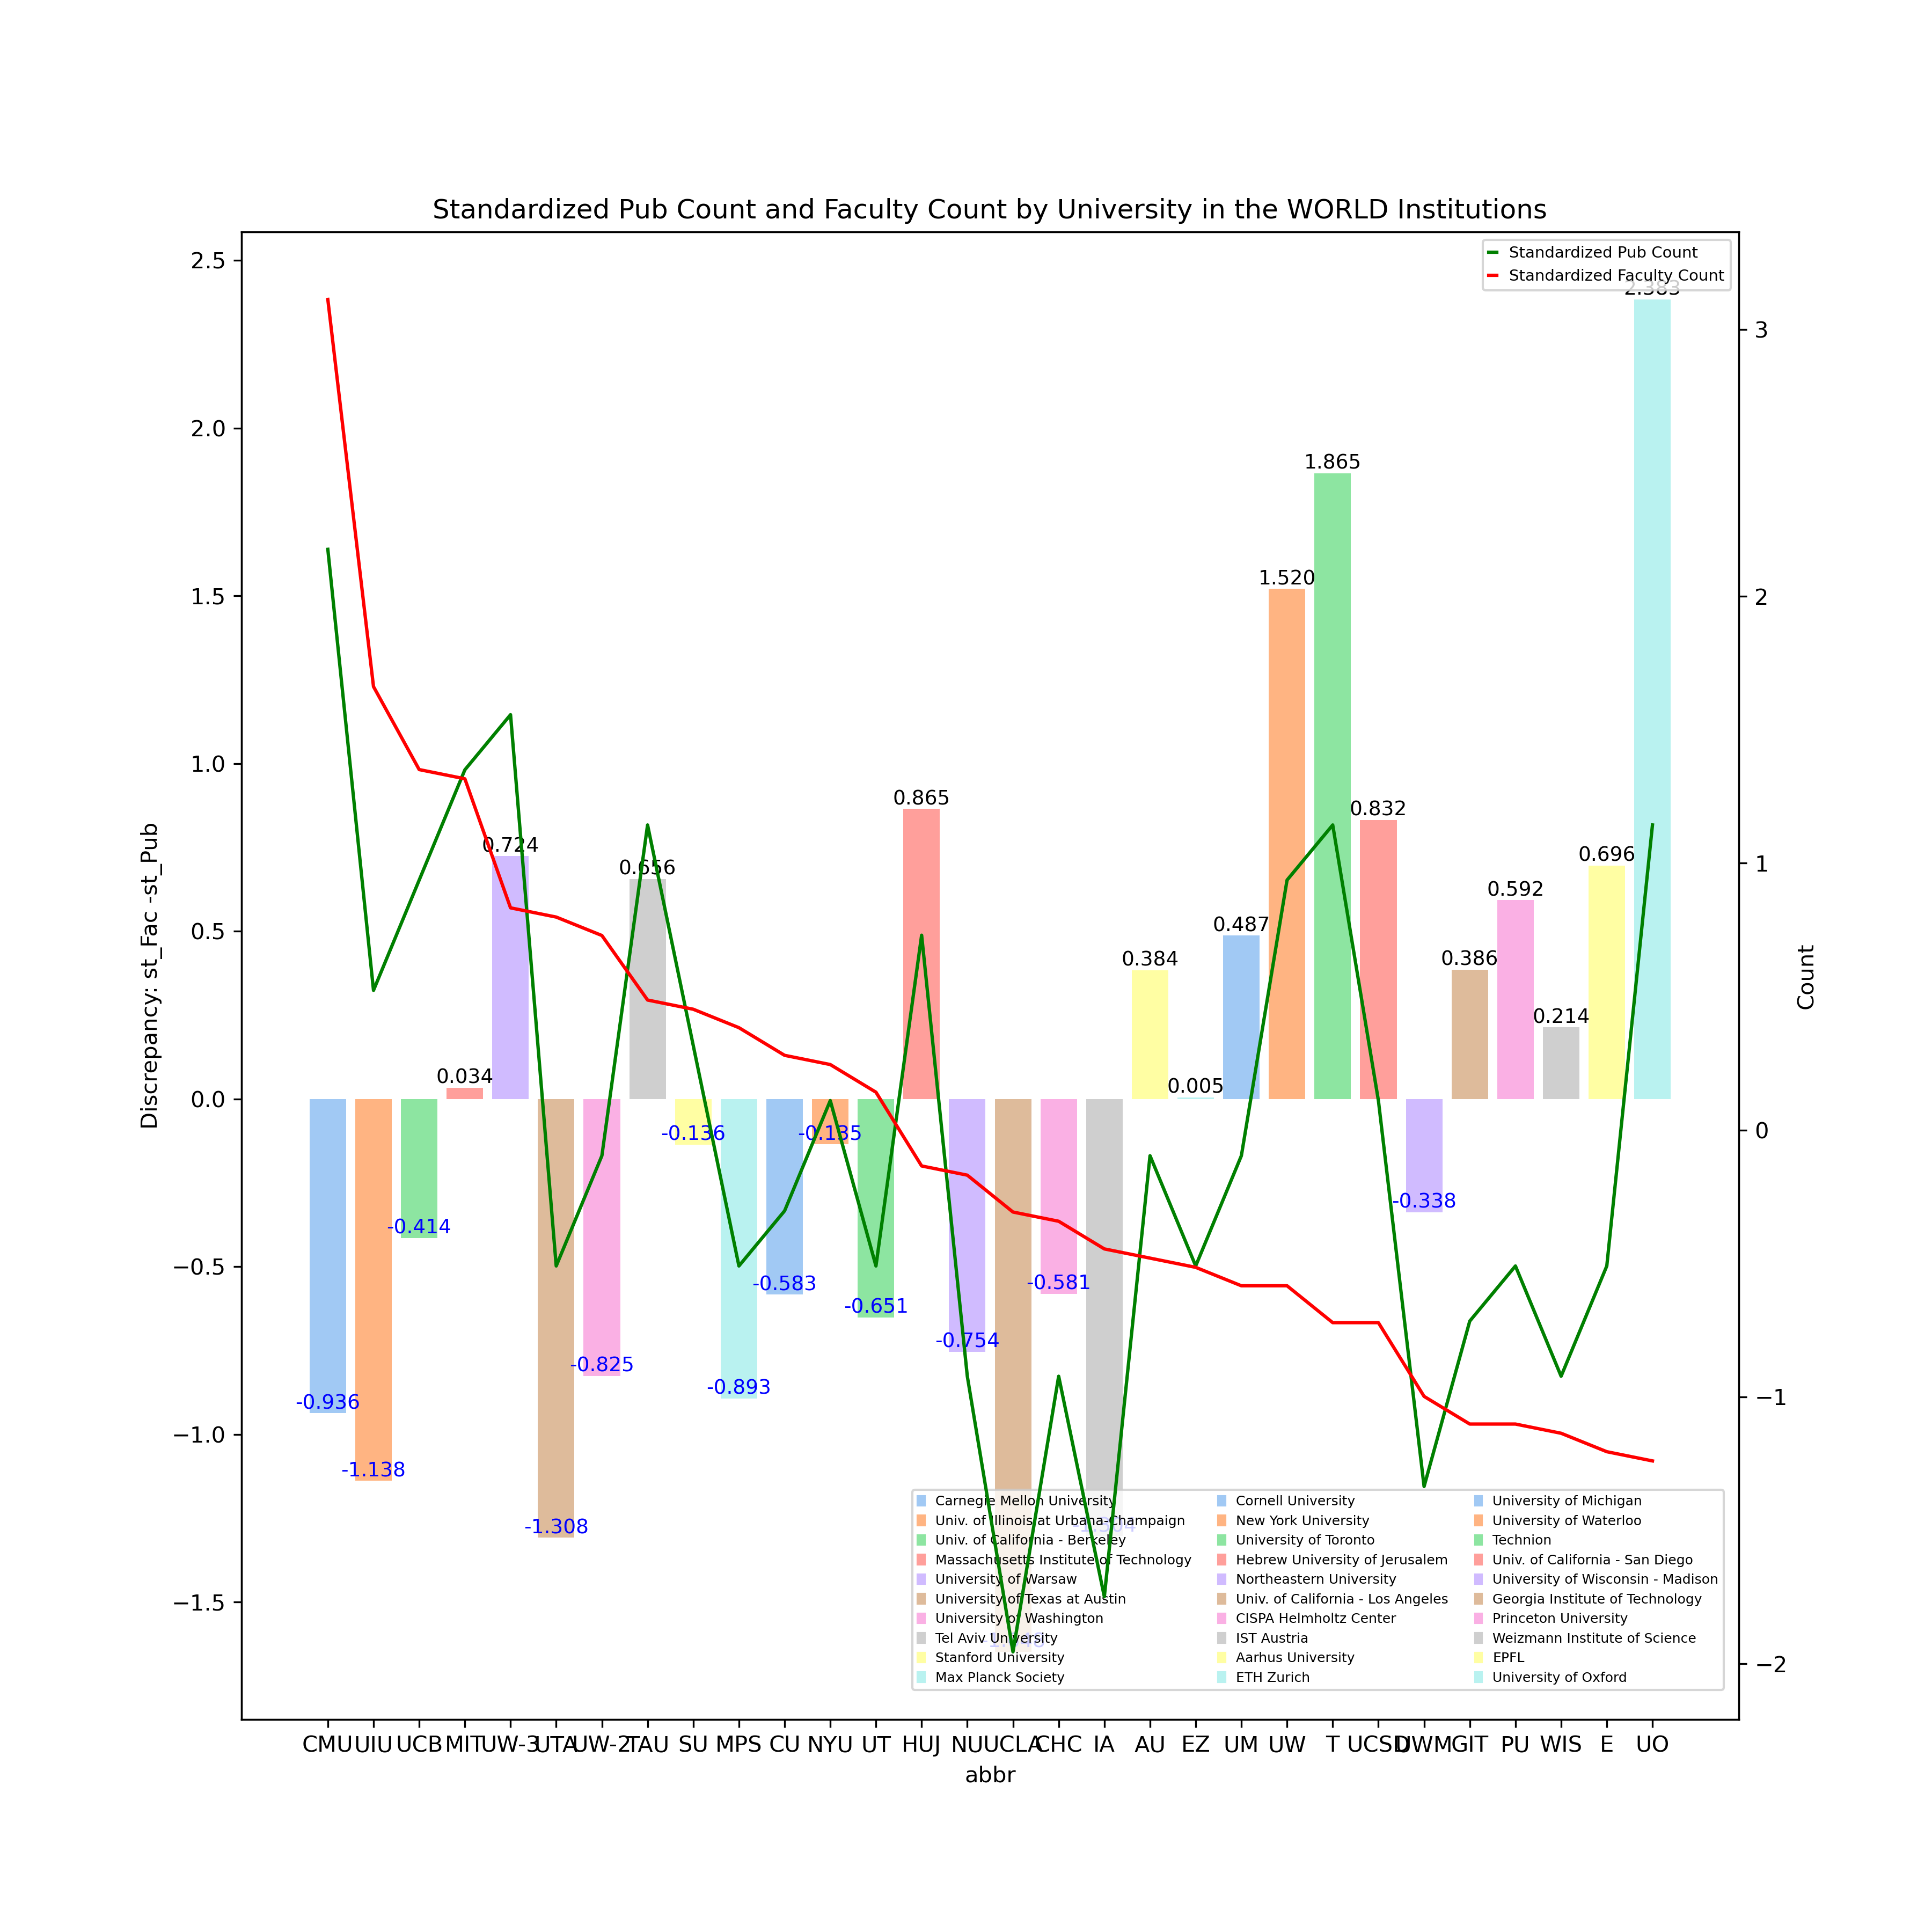 Standardized Pub Count and Faculty Count by University in the WORLD Institutions
Standardized Pub Count
Standardized Faculty Count
2.5
2.0
1.5
1.0
0.5
0.0
−0.5
−1.0
−1.5
Discrepancy: st_Fac -st_Pub
3
2
1
0
−1
−2
Count
-0.936
-1.138
-0.414
0.034
0.724
-1.308
-0.825
0.656
-0.136
-0.893
-0.583
-0.135
-0.651
0.865
-0.754
-0.581
0.384
0.005
0.487
1.520
1.865
0.832
-0.338
0.386
0.592
0.214
0.696
2.383
Carnegie Mellon University
Univ. of Illinois at Urbana-Champaign
Univ. of California - Berkeley
Massachusetts Institute of Technology
University of Warsaw
University of Texas at Austin
University of Washington
Tel Aviv University
Stanford University
Max Planck Society
Cornell University
New York University
University of Toronto
Hebrew University of Jerusalem
Northeastern University
Univ. of California - Los Angeles
CISPA Helmholtz Center
IST Austria
Aarhus University
ETH Zurich
University of Michigan
University of Waterloo
Technion
Univ. of California - San Diego
University of Wisconsin - Madison
Georgia Institute of Technology
Princeton University
Weizmann Institute of Science
EPFL
University of Oxford
CMU UIU UCB MIT UW-3 UTA UW-2 TAU SU MPS CU NYU UT HUJ NU UCLA CHC IA AU EZ UM UW T UCSD UWM GIT PU WIS E UO
abbr